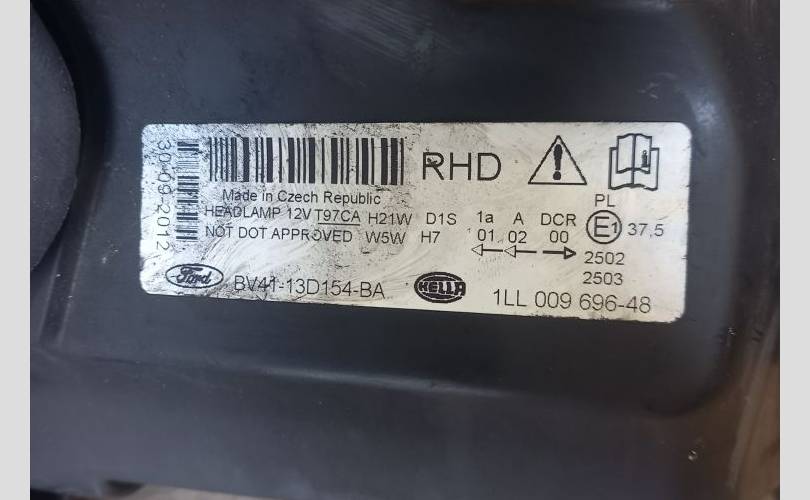 30-09-2012
RHD
Made in Czech Republic
HEADLAMP 12V T97CA H21W D1S 1a A DCR PL
NOT DOT APPROVED W5W H7 01 02 00 E1 37,5
2502
2503
Ford BV41-13D154-BA HELLA 1LL 009 696-48